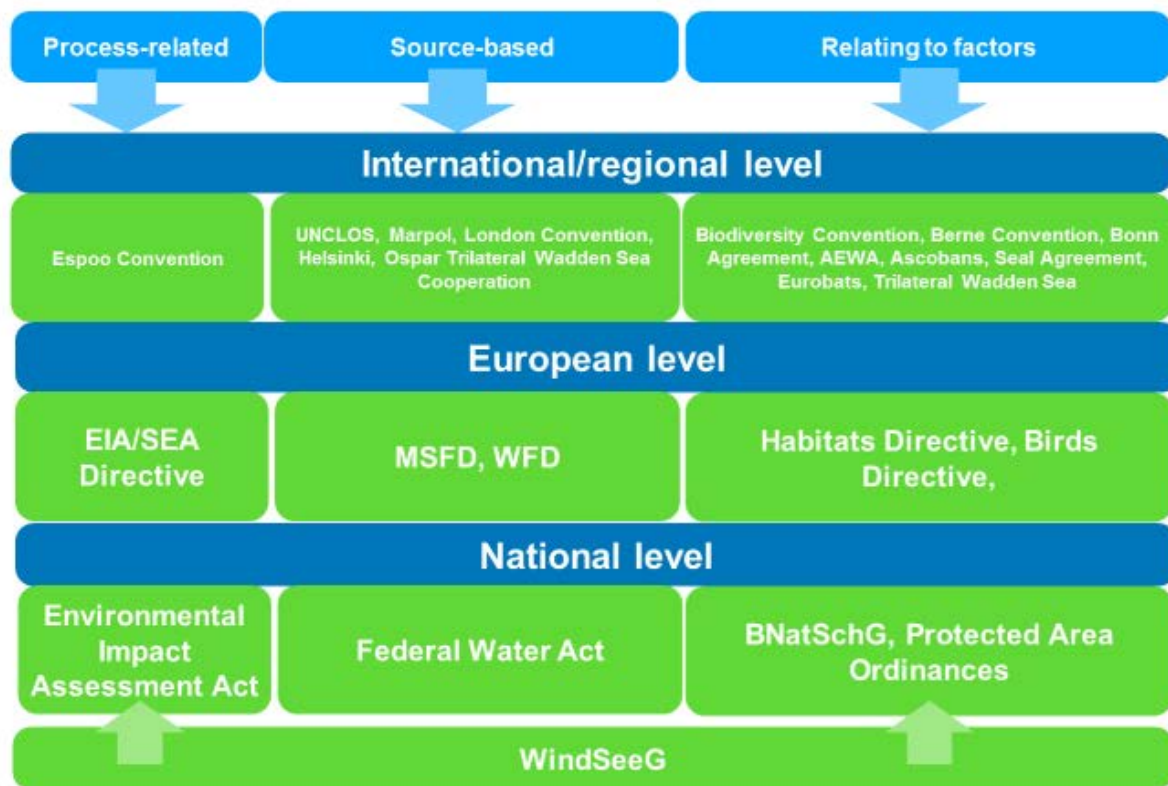 Process-related
Source-based
Relating to factors
International/regional level
Espoo Convention
UNCLOS, Marpol, London Convention,
Helsinki, Ospar Trilateral Wadden Sea
Cooperation
Biodiversity Convention, Berne Convention, Bonn
Agreement, AEWA, Ascobans, Seal Agreement,
Eurobats, Trilateral Wadden Sea
European level
EIA/SEA
Directive
MSFD, WFD
Habitats Directive, Birds
Directive,
National level
Environmental
Impact
Assessment Act
Federal Water Act
BNatSchG, Protected Area
Ordinances
WindSeeG